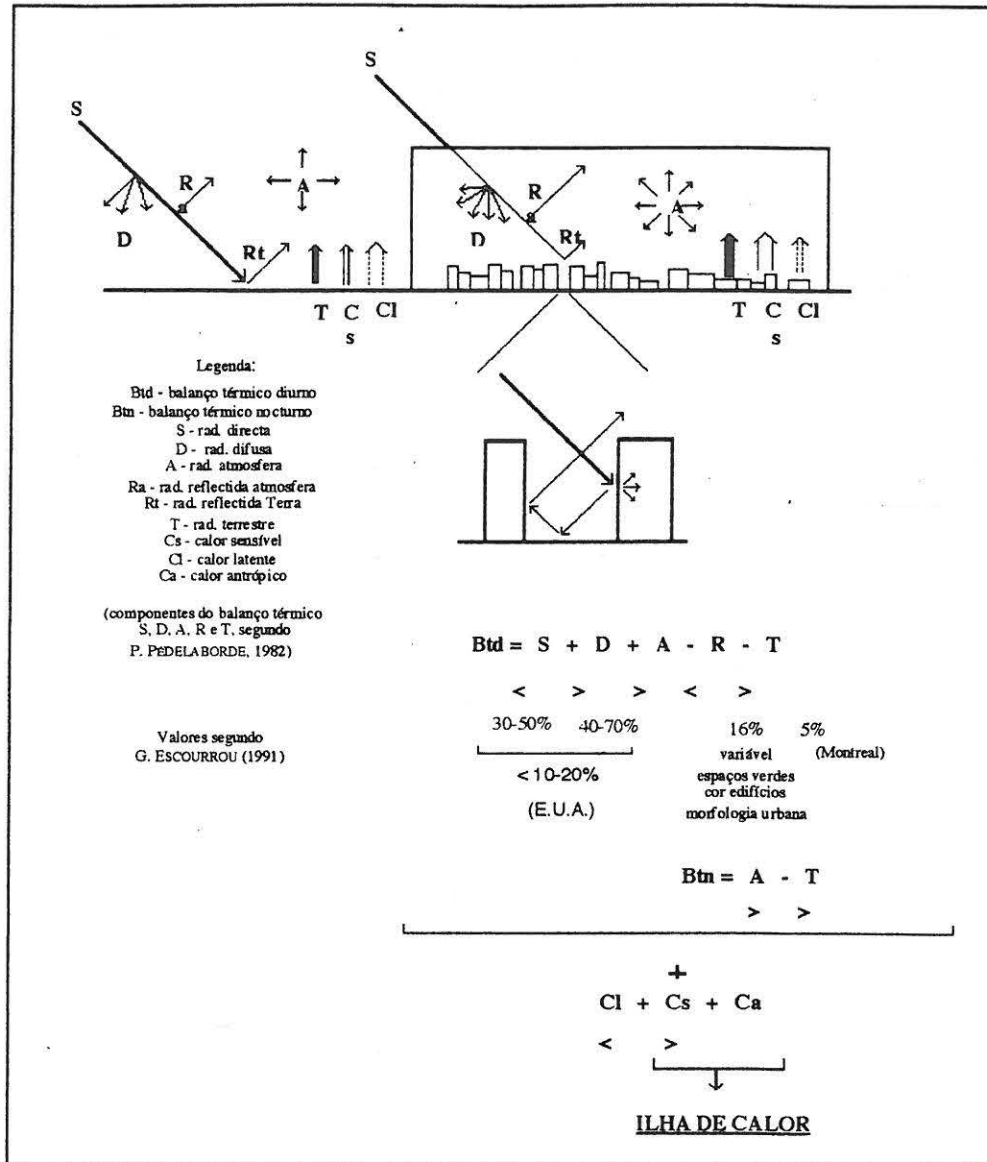 S
S
R
a
A
D
Rt
T C Cl
s
R
a
A
D
Rt
T C Cl
s
Legenda:
Btd - balanço térmico diurno
Btn - balanço térmico nocturno
S - rad. directa
D - rad. difusa
A - rad. atmosfera
Ra - rad. reflectida atmosfera
Rt - rad. reflectida Terra
T - rad. terrestre
Cs - calor sensível
Cl - calor latente
Ca - calor antrópico
(componentes do balanço térmico
S, D, A, R e T, segundo
P. PEDELABORDE, 1982)
Valores segundo
G. ESCOURROU (1991)
Btd = S + D + A - R - T
< > > < >
30-50% 40-70% 16% 5%
variável (Montreal)
<10-20% espaços verdes
cor edifícios
(E.U.A.) morfologia urbana
Btn = A - T
> >
+
Cl + Cs + Ca
< >
ILHA DE CALOR